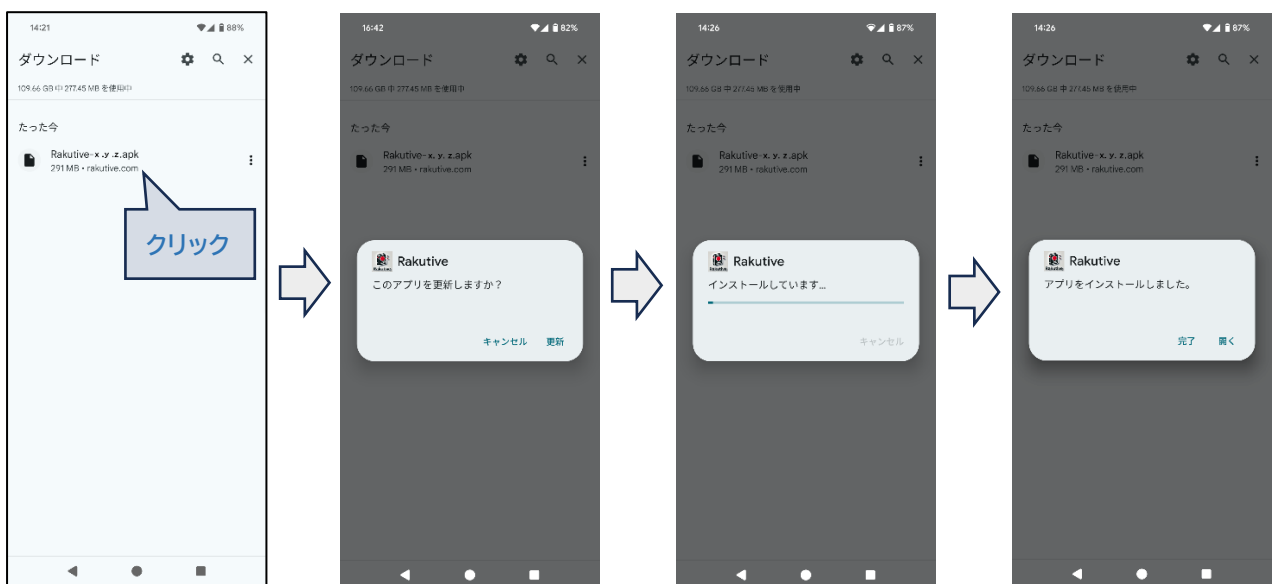 14:21 88%
ダウンロード
109.66 GB 中 277.45 MB を使用中
たった今
Rakutive-x.y.z.apk
291 MB • rakutive.com
クリック
16:42 82%
ダウンロード
109.66 GB 中 277.45 MB を使用中
たった今
Rakutive-x.y.z.apk
291 MB • rakutive.com
Rakutive
このアプリを更新しますか？
キャンセル 更新
14:26 87%
ダウンロード
109.66 GB 中 277.45 MB を使用中
たった今
Rakutive-x.y.z.apk
291 MB • rakutive.com
Rakutive
インストールしています...
キャンセル
14:26 87%
ダウンロード
109.66 GB 中 277.45 MB を使用中
たった今
Rakutive-x.y.z.apk
291 MB • rakutive.com
Rakutive
アプリをインストールしました。
完了 開く